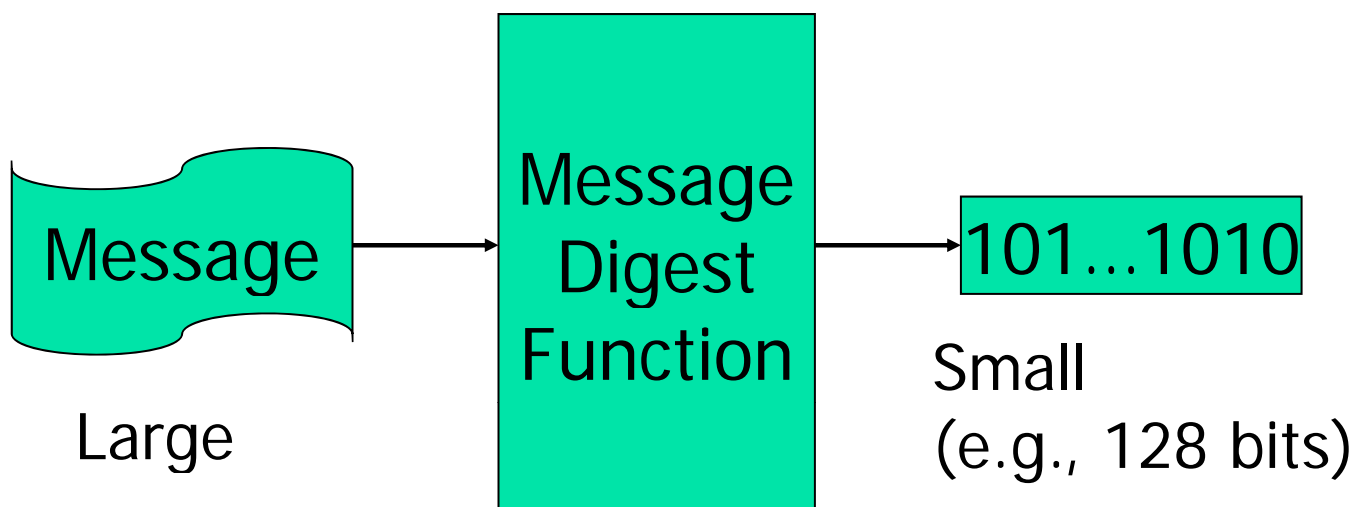 Message
Large
Message
Digest
Function
101...1010
Small
(e.g., 128 bits)